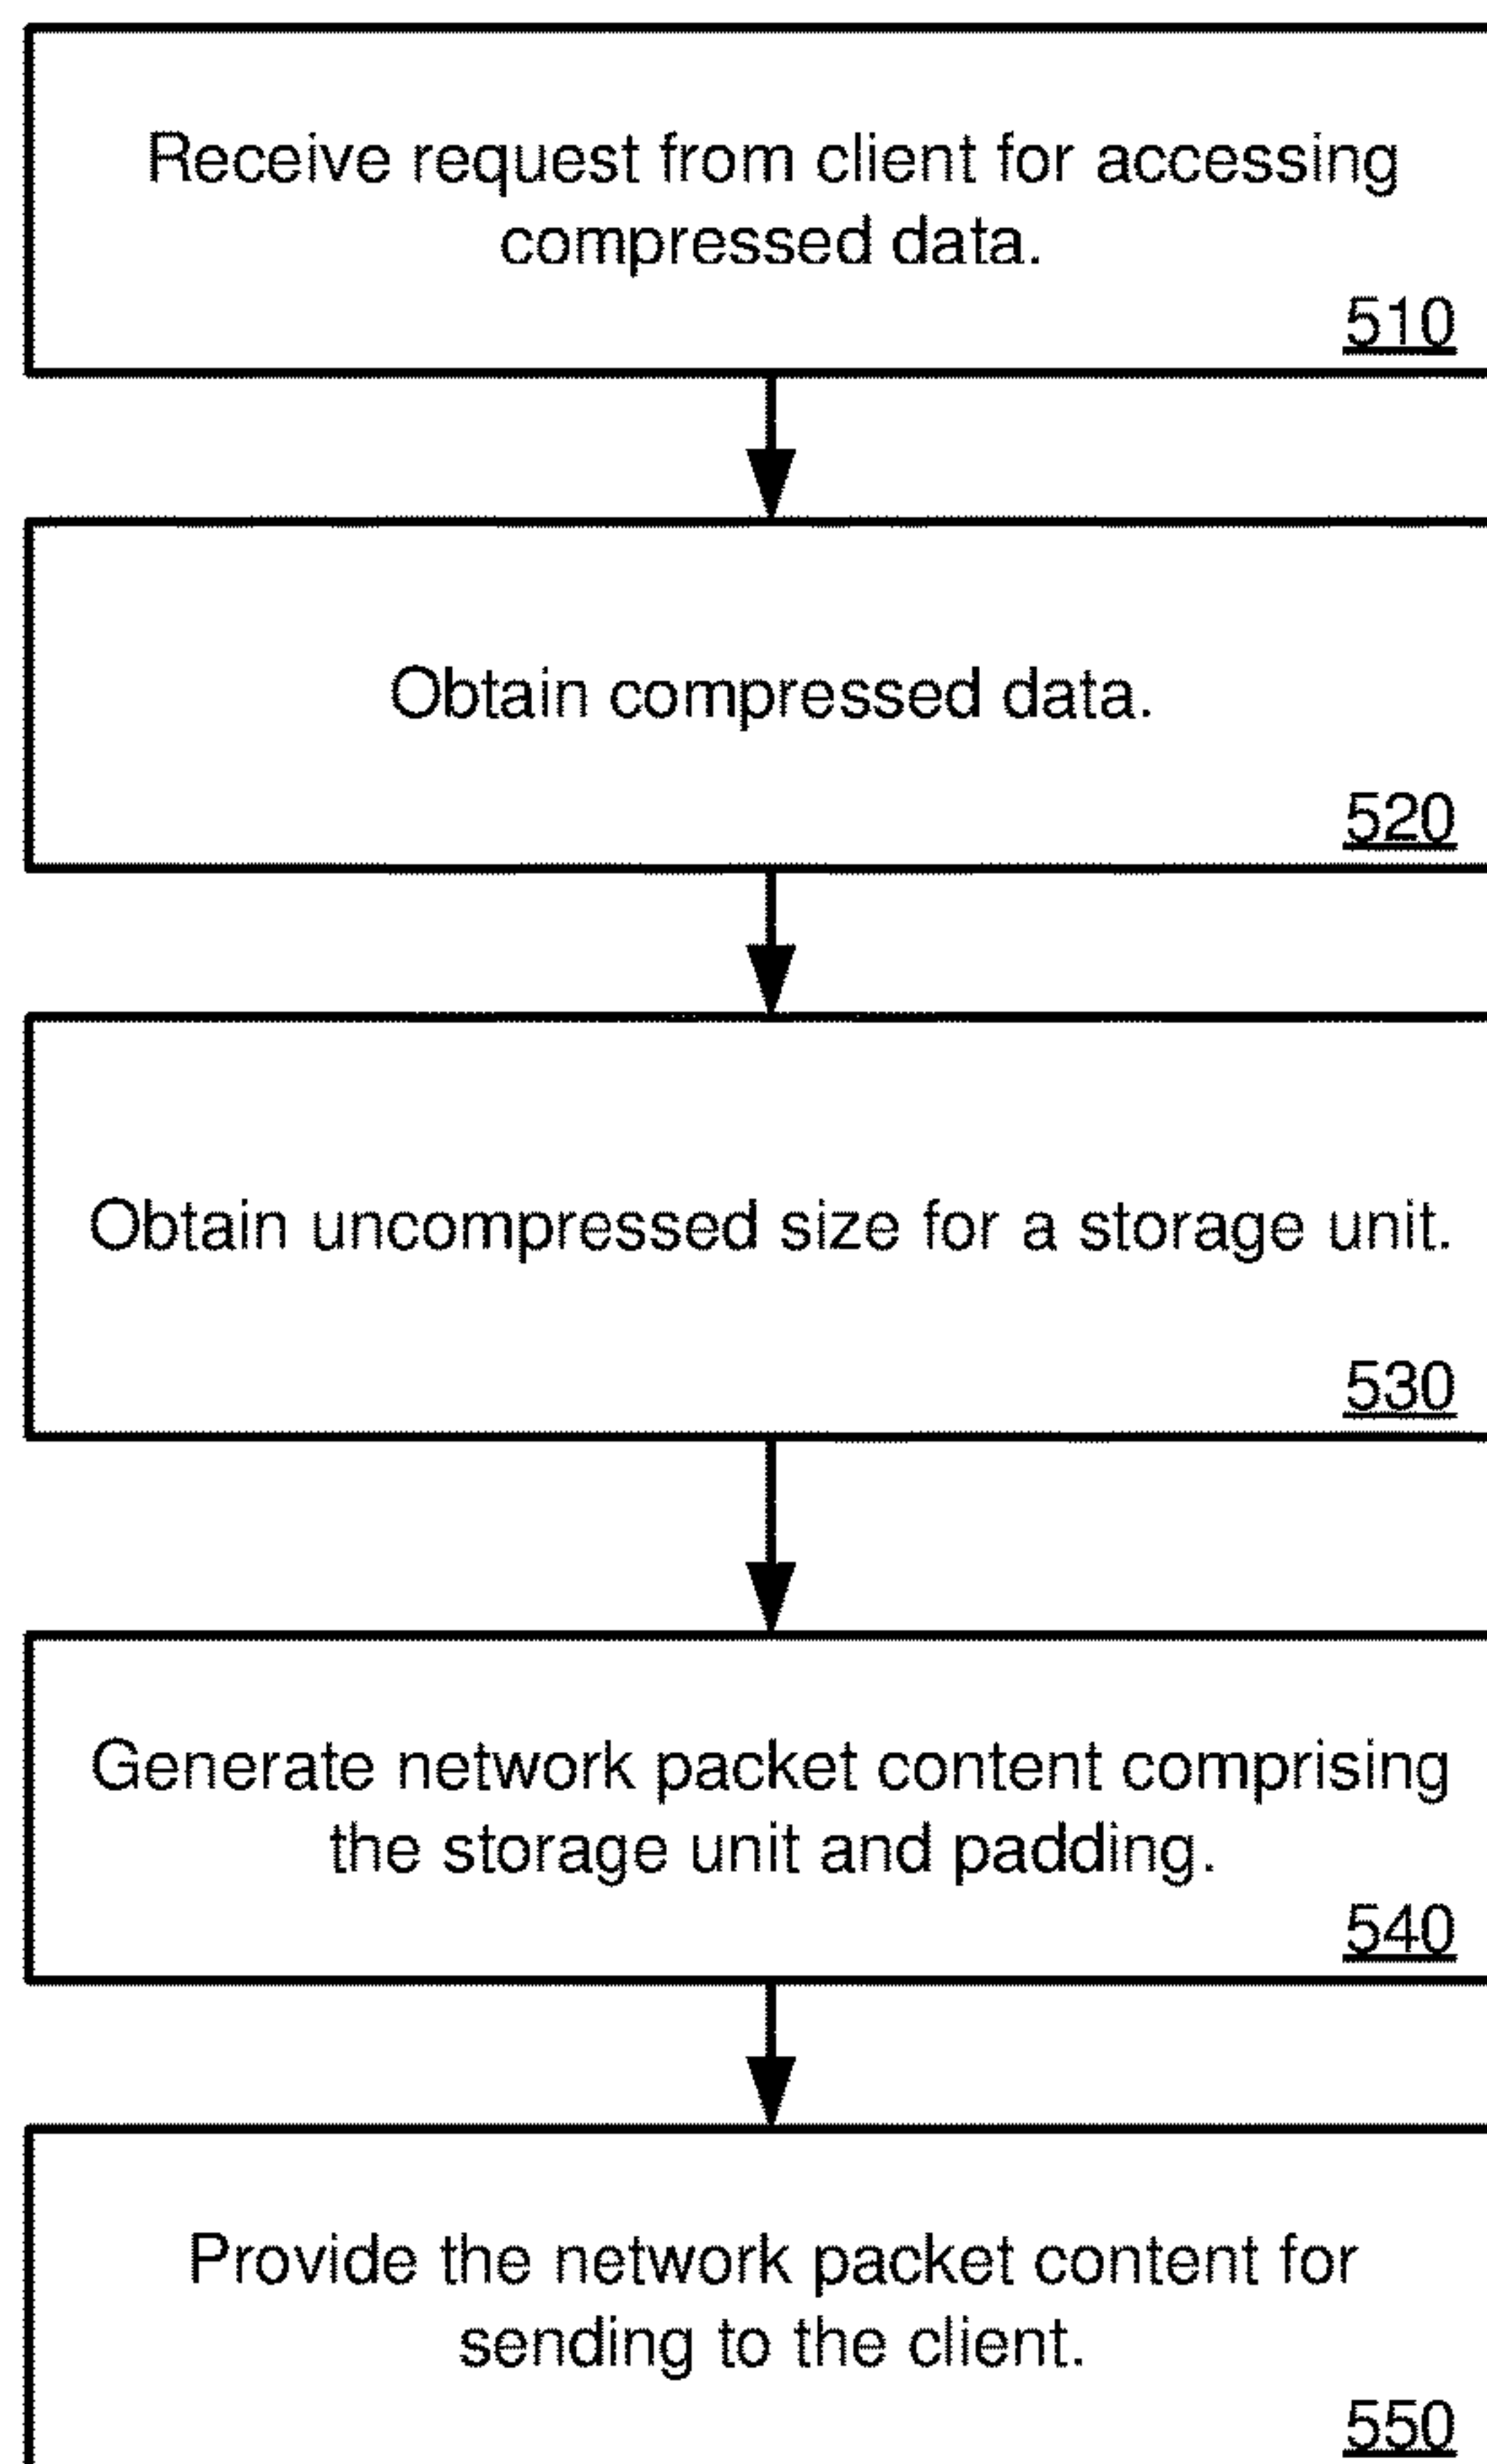 Receive request from client for accessing
compressed data.
510
Obtain compressed data.
520
Obtain uncompressed size for a storage unit.
530
Generate network packet content comprising
the storage unit and padding.
540
Provide the network packet content for
sending to the client.
550